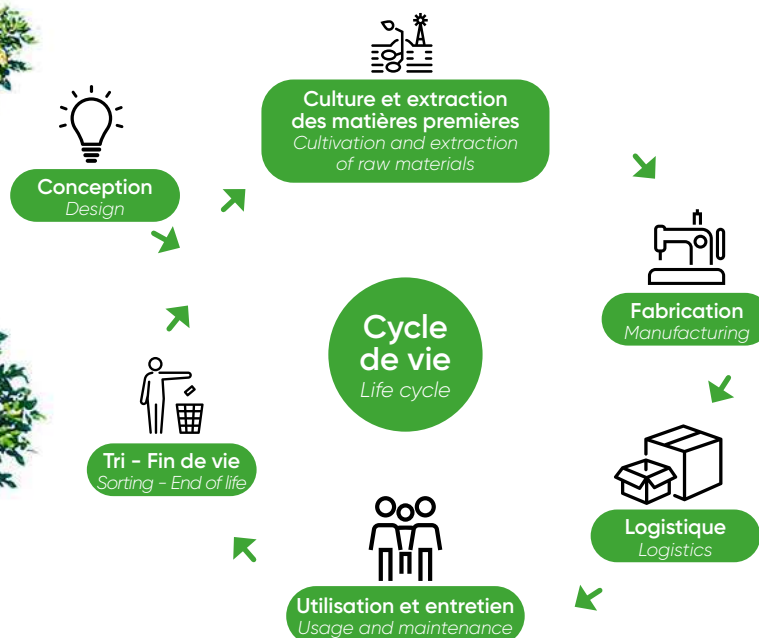 Culture et extraction
des matières premières
Cultivation and extraction
of raw materials
Conception
Design
Fabrication
Manufacturing
Cycle
de vie
Life cycle
Tri - Fin de vie
Sorting - End of life
Logistique
Logistics
Utilisation et entretien
Usage and maintenance